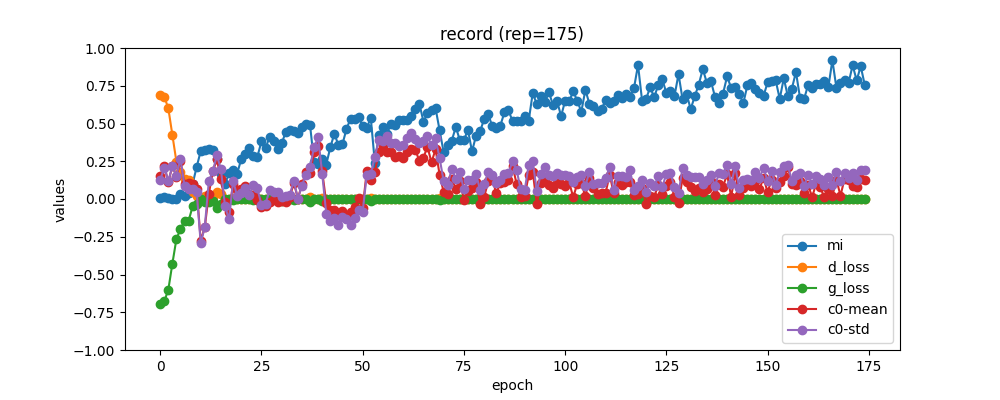 record (rep=175)
1.00
0.75
0.50
0.25
0.00
−0.25
−0.50
−0.75
−1.00
values
0 25 50 75 100 125 150 175
epoch
mi
d_loss
g_loss
c0-mean
c0-std